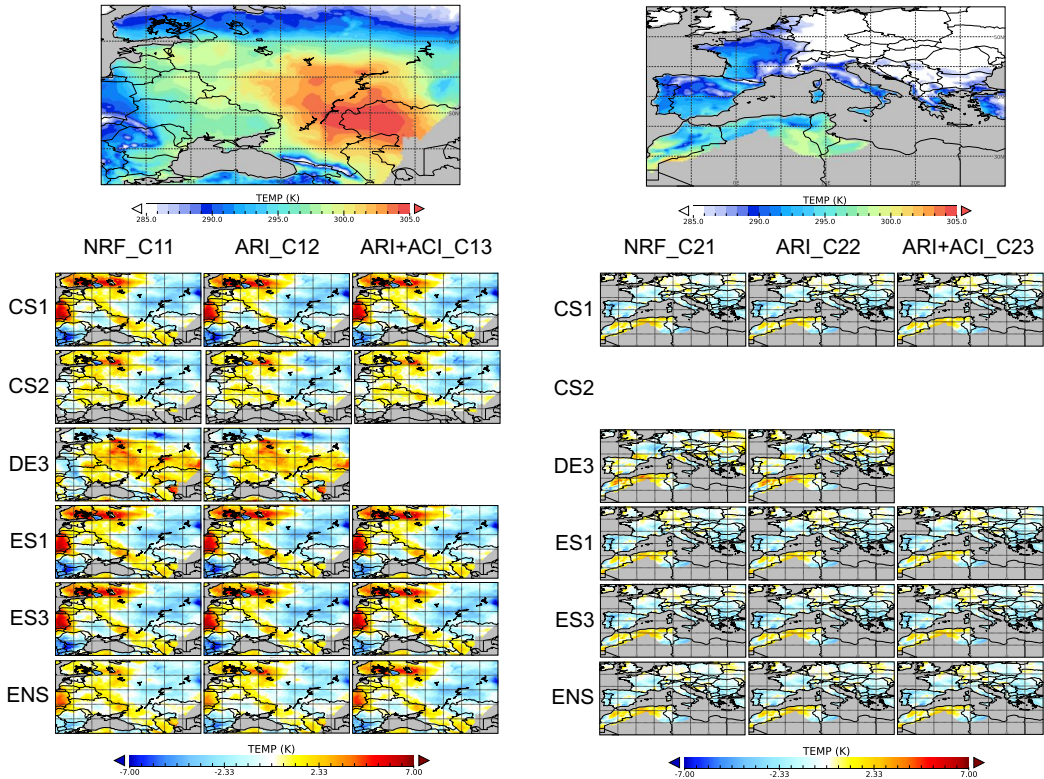 TEMP (K)
285.0 290.0 295.0 300.0 305.0
TEMP (K)
285.0 290.0 295.0 300.0 305.0
NRF_C11 ARI_C12 ARI+ACI_C13
NRF_C21 ARI_C22 ARI+ACI_C23
CS1
CS1
CS2
CS2
DE3
DE3
ES1
ES1
ES3
ES3
ENS
ENS
TEMP (K)
-7.00 -2.33 2.33 7.00
TEMP (K)
-7.00 -2.33 2.33 7.00